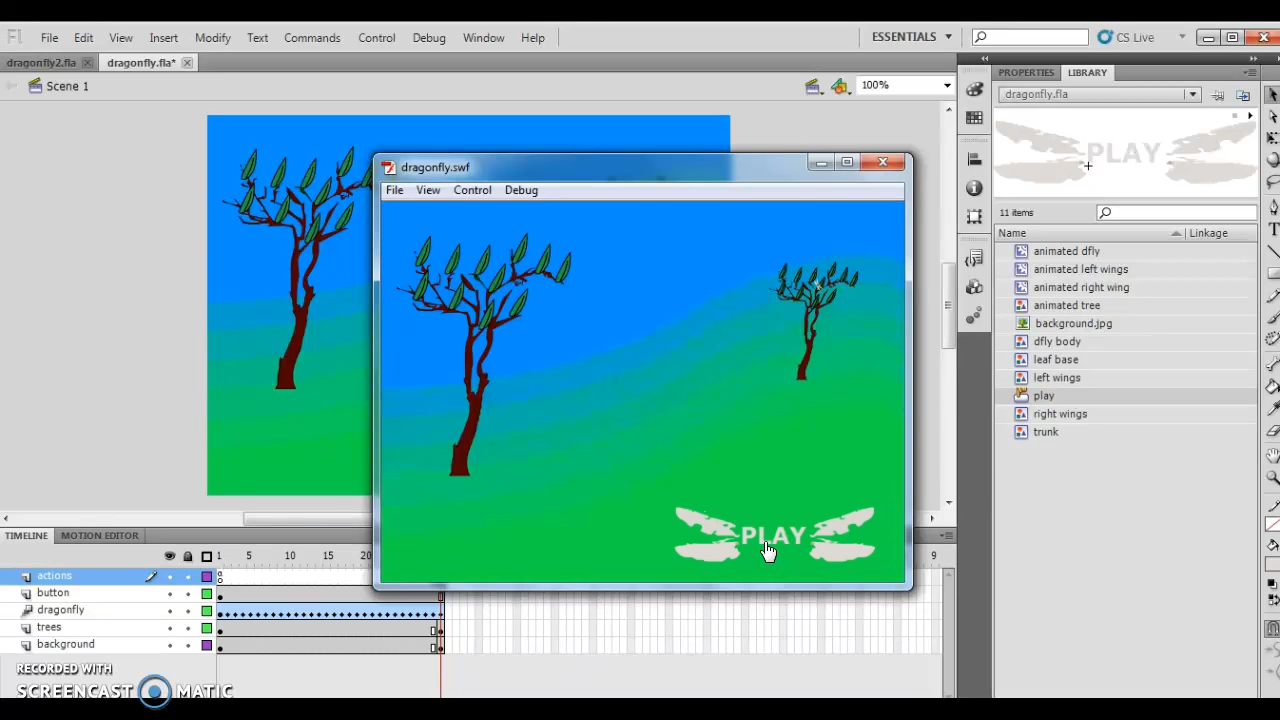 Fl File Edit View Insert Modify Text Commands Control Debug Window Help ESSENTIALS CS Live
dragonfly2.fla dragonfly.fla*
Scene 1 100%
PROPERTIES LIBRARY
dragonfly.fla
PLAY
11 items
Name Linkage
animated dfly
animated left wings
animated right wing
animated tree
background.jpg
dfly body
leaf base
left wings
play
right wings
trunk
dragonfly.swf
File View Control Debug
PLAY
TIMELINE MOTION EDITOR
1 5 10 15 20 9
actions
button
dragonfly
trees
background
RECORDED WITH
SCREENCAST MATIC